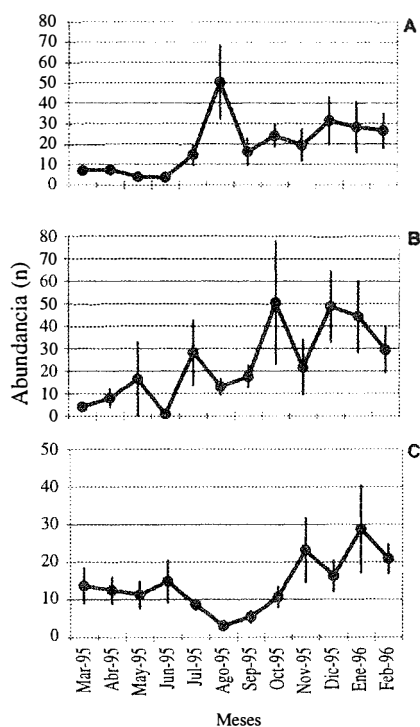 A
80
70
60
50
40
30
20
10
0
B
80
70
60
50
40
30
20
10
0
Abundancia (n)
C
50
40
30
20
10
0
Mar-95
Abr-95
May-95
Jun-95
Jul-95
Ago-95
Sep-95
Oct-95
Nov-95
Dic-95
Ene-96
Feb-96
Meses